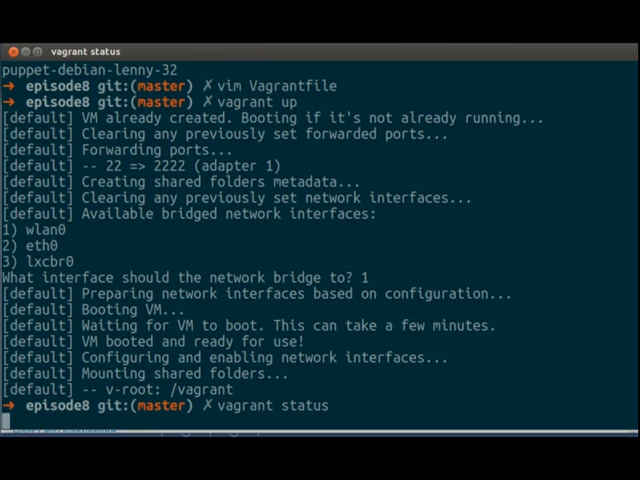 vagrant status
puppet-debian-lenny-32
➜ episode8 git:(master) ✗ vim Vagrantfile
➜ episode8 git:(master) ✗ vagrant up
[default] VM already created. Booting if it's not already running...
[default] Clearing any previously set forwarded ports...
[default] Forwarding ports...
[default] -- 22 => 2222 (adapter 1)
[default] Creating shared folders metadata...
[default] Clearing any previously set network interfaces...
[default] Available bridged network interfaces:
1) wlan0
2) eth0
3) lxcbr0
What interface should the network bridge to? 1
[default] Preparing network interfaces based on configuration...
[default] Booting VM...
[default] Waiting for VM to boot. This can take a few minutes.
[default] VM booted and ready for use!
[default] Configuring and enabling network interfaces...
[default] Mounting shared folders...
[default] -- v-root: /vagrant
➜ episode8 git:(master) ✗ vagrant status